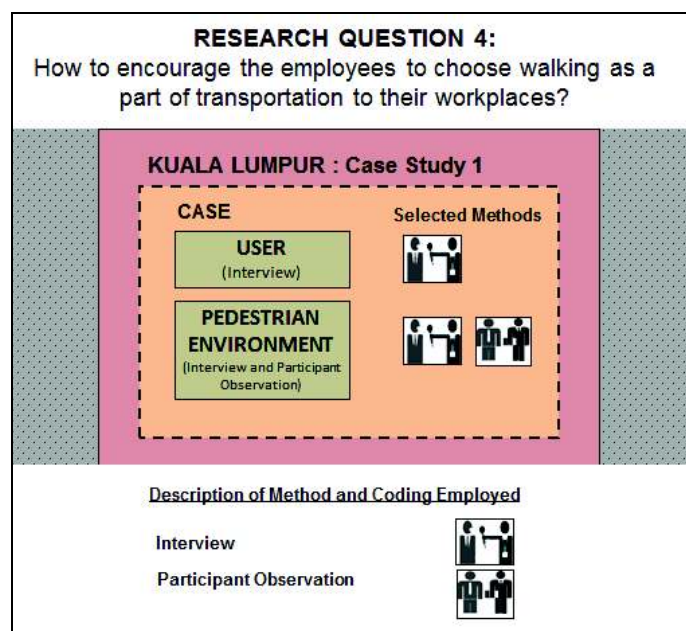 RESEARCH QUESTION 4:
How to encourage the employees to choose walking as a
part of transportation to their workplaces?
KUALA LUMPUR : Case Study 1
CASE
Selected Methods
USER
(Interview)
PEDESTRIAN
ENVIRONMENT
(Interview and Participant
Observation)
Description of Method and Coding Employed
Interview
Participant Observation